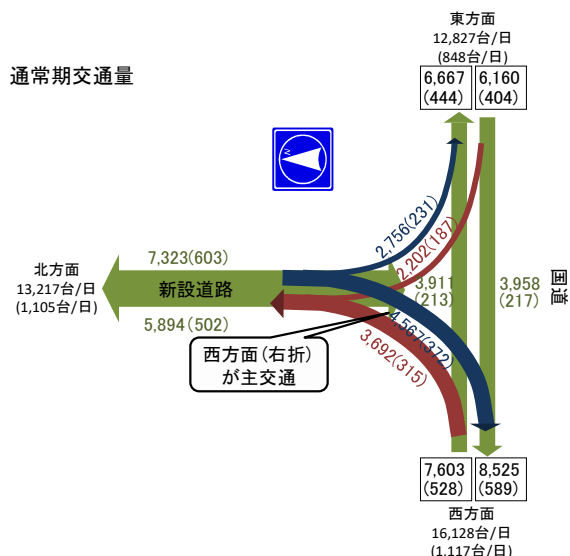 東方面
12,827台/日
(848台/日)
通常期交通量
6,667
(444)
6,160
(404)
N
2,756(231)
2,202(187)
7,323(603)
北方面
13,217台/日
(1,105台/日)
新設道路
3,911
(213)
3,958
(217)
国道
5,894(502)
4,567(372)
3,692(315)
西方面(右折)
が主交通
7,603
(528)
8,525
(589)
西方面
16,128台/日
(1,117台/日)